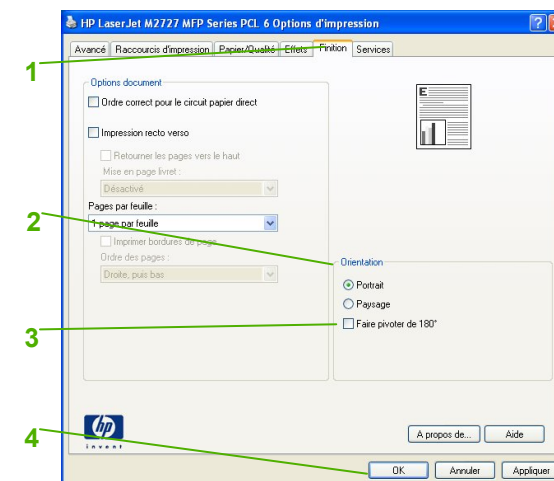 HP LaserJet M2727 MFP Series PCL 6 Options d'impression
Avancé Raccourcis d'impression Papier/Qualité Effets Finition Services
1
Options document
Ordre correct pour le circuit papier direct
Impression recto verso
Retourner les pages vers le haut
Mise en page livret :
Désactivé
Pages par feuille :
2
1 page par feuille
Imprimer bordures de page
Ordre des pages :
Droite, puis bas
E
Orientation
Portrait
Paysage
3
Faire pivoter de 180°
hp
invent
4
A propos de... Aide
OK Annuler Appliquer